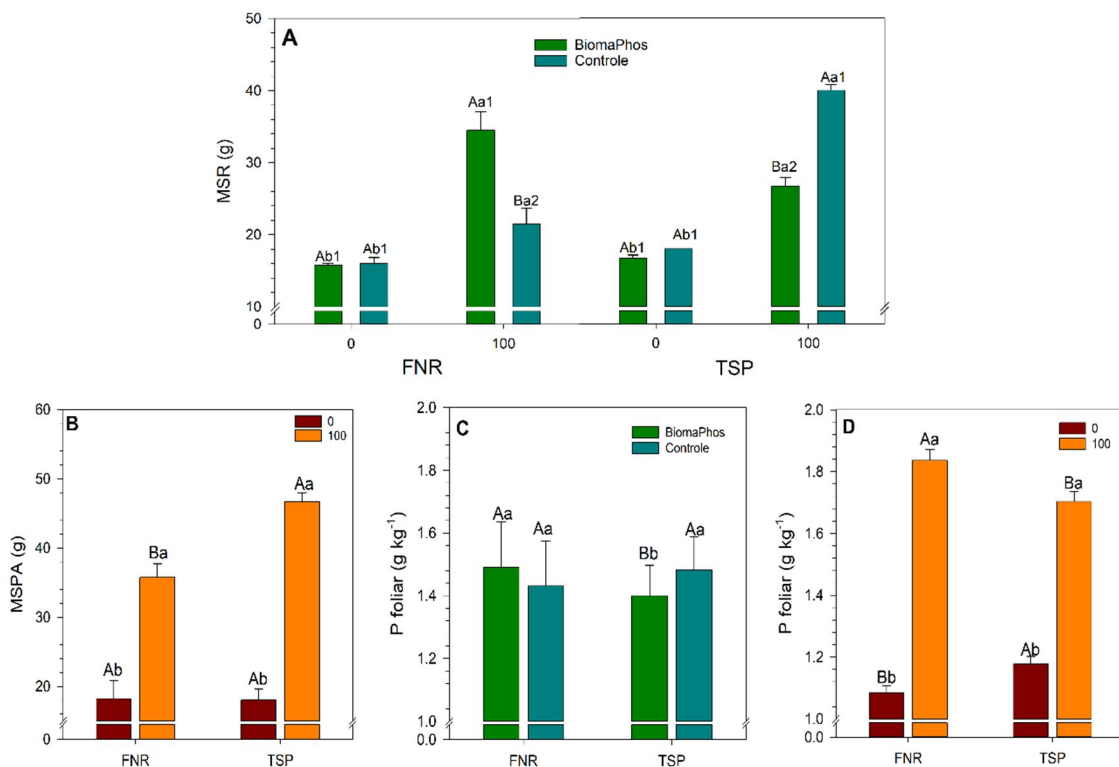 A
BiomaPhos
Controle
MSR (g)
50
40
30
20
10
0
Ab1
Ab1
Aa1
Ba2
Ab1
Ab1
Ba2
Aa1
0
100
0
100
FNR
TSP
B
0
100
MSPA (g)
60
50
40
30
20
0
Ab
Ba
Ab
Aa
FNR
TSP
C
BiomaPhos
Controle
P foliar (g kg-1)
2.0
1.8
1.6
1.4
1.2
1.0
0.0
Aa
Aa
Bb
Aa
FNR
TSP
D
0
100
P foliar (g kg-1)
2.0
1.8
1.6
1.4
1.2
1.0
0.0
Bb
Aa
Ab
Ba
FNR
TSP